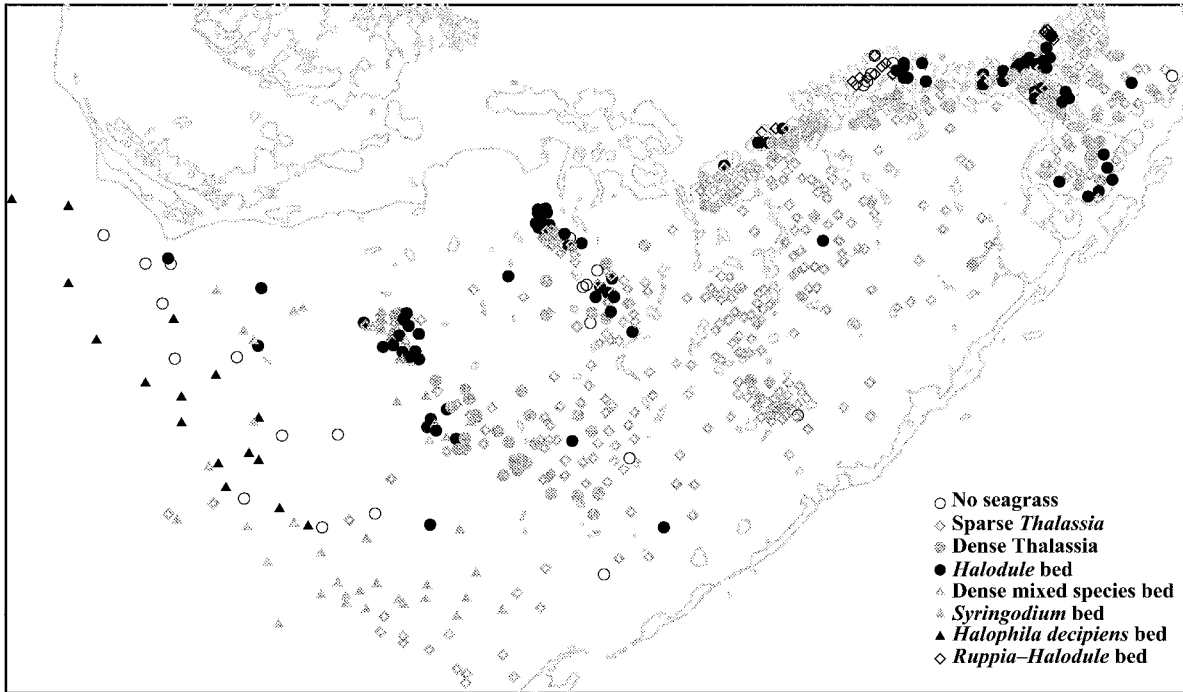 No seagrass
Sparse Thalassia
Dense Thalassia
Halodule bed
Dense mixed species bed
Syringodium bed
Halophila decipiens bed
Ruppia–Halodule bed